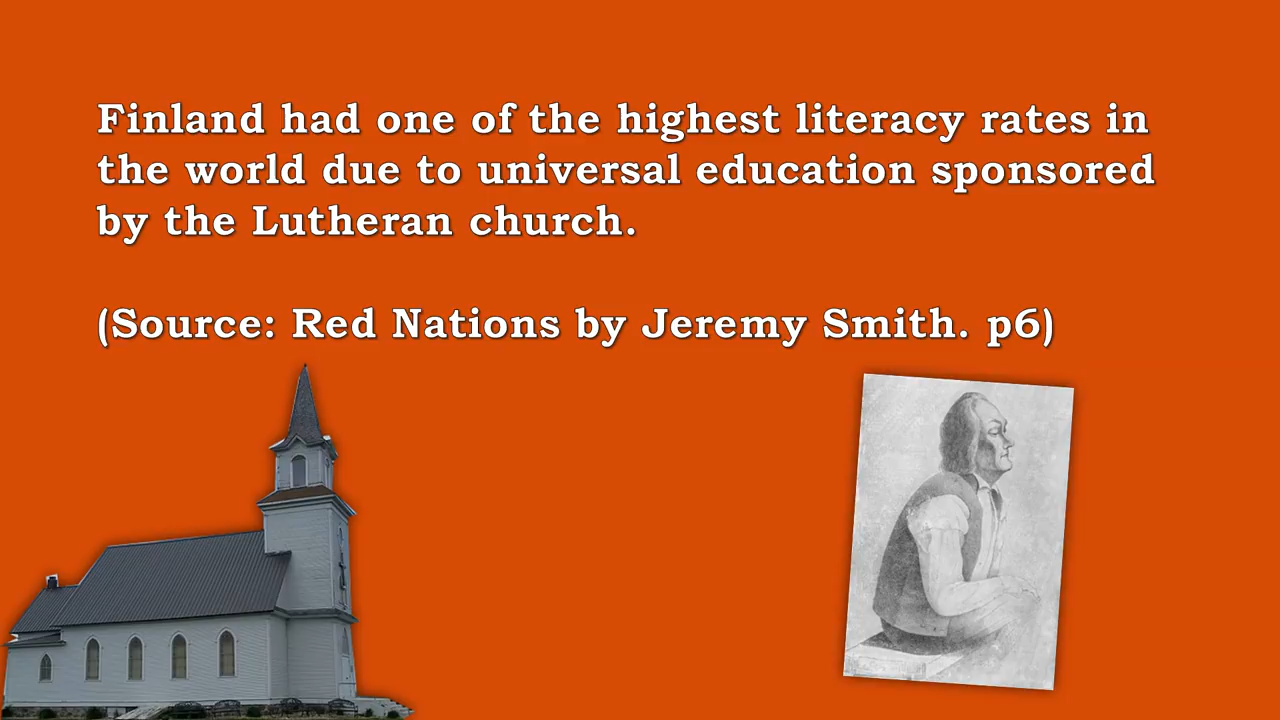 Finland had one of the highest literacy rates in
the world due to universal education sponsored
by the Lutheran church.
(Source: Red Nations by Jeremy Smith. p6)